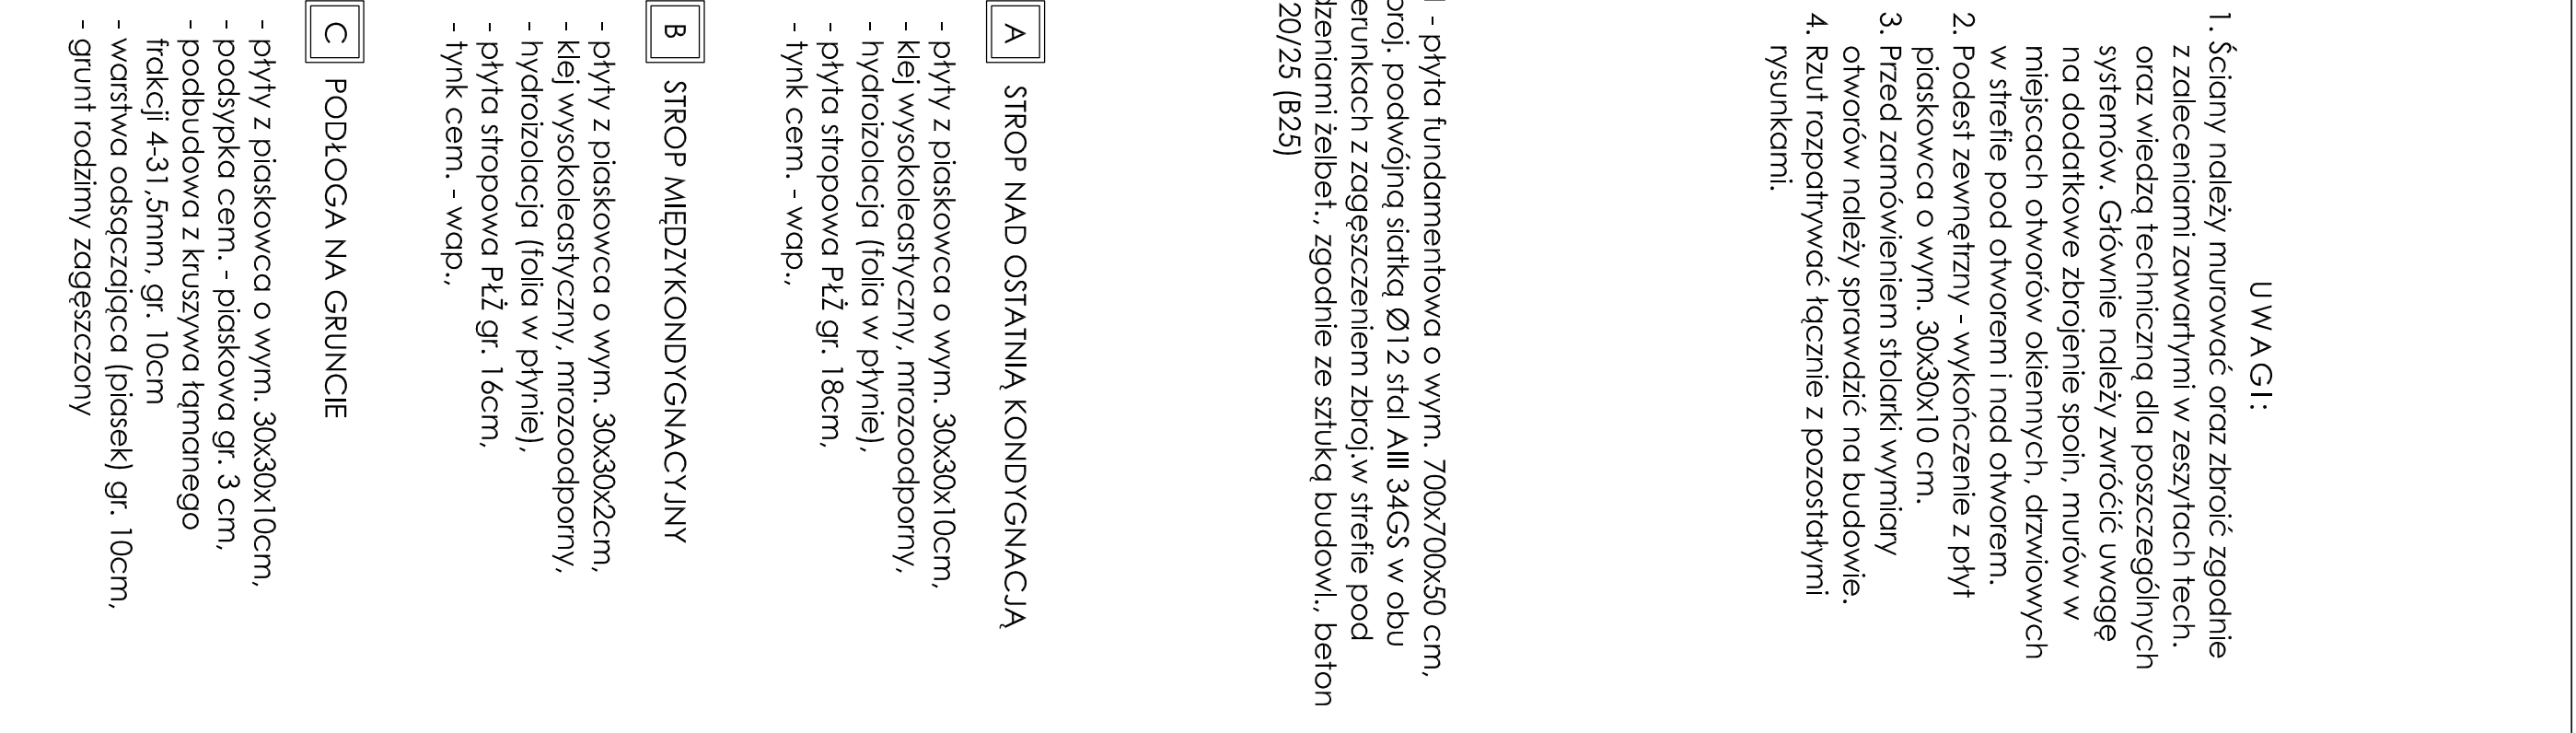 UWAGI:
1. Ściany należy murować oraz zbroić zgodnie
z zaleceniami zawartymi w zeszytach tech.
oraz wiedzą techniczną dla poszczególnych
systemów. Głównie należy zwróćić uwagę
na dodatkowe zbrojenie spoin, murów w
miejscach otworów okiennych, drzwiowych
w strefie pod otworem i nad otworem.
2. Podest zewnętrzny - wykończenie z płyt
piaskowca o wym. 30x30x10 cm.
3. Przed zamówieniem stolarki wymiary
otworów należy sprawdzić na budowie.
4. Rzut rozpatrywać łącznie z pozostałymi
rysunkami.
- płyta fundamentowa o wym. 700x700x50 cm,
oroj. podwójną siatką Ø12 stal AIII 34GS w obu
erunkach z zagęszczeniem zbroj.w strefie pod
dzeniami żelbet., zgodnie ze sztuką budowl., beton
20/25 (B25)
A STROP NAD OSTATNIĄ KONDYGNACJĄ
- płyty z piaskowca o wym. 30x30x10cm,
- klej wysokoleastyczny, mrozoodporny,
- hydroizolacja (folia w płynie),
- płyta stropowa PŁŻ gr. 18cm,
- tynk cem. - wap.,
B STROP MIĘDZYKONDYGNACYJNY
- płyty z piaskowca o wym. 30x30x2cm,
- klej wysokoleastyczny, mrozoodporny,
- hydroizolacja (folia w płynie),
- płyta stropowa PŁŻ gr. 16cm,
- tynk cem. - wap.,
C PODŁOGA NA GRUNCIE
- płyty z piaskowca o wym. 30x30x10cm,
- podsypka cem. - piaskowa gr. 3 cm,
- podbudowa z kruszywa łąmanego
frakcji 4-31,5mm, gr. 10cm
- warstwa odsączająca (piasek) gr. 10cm,
- grunt rodzimy zagęszczony